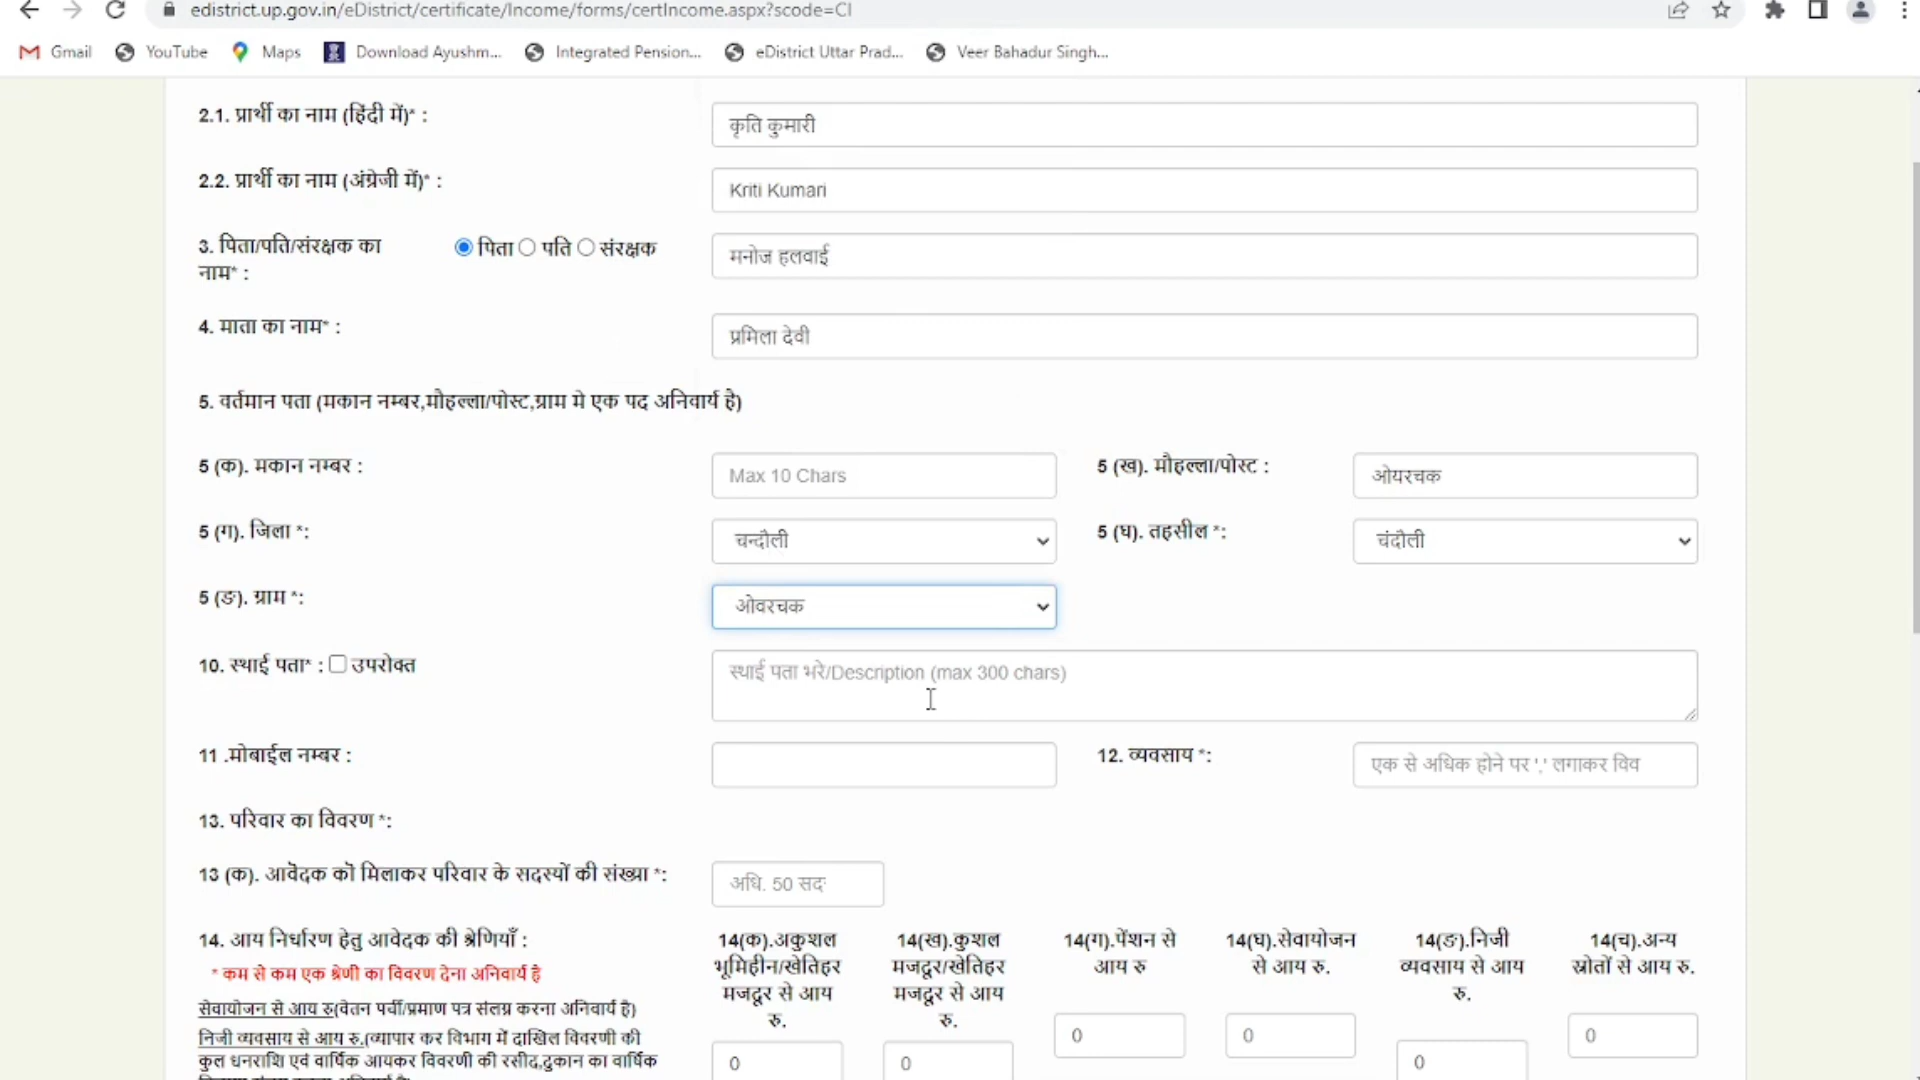 edistrict.up.gov.in/eDistrict/certificate/Income/forms/certIncome.aspx?scode=CI
Gmail YouTube Maps Download Ayushm... Integrated Pension... eDistrict Uttar Prad... Veer Bahadur Singh...
2.1. प्रार्थी का नाम (हिंदी में)* : कृति कुमारी
2.2. प्रार्थी का नाम (अंग्रेजी में)* : Kriti Kumari
3. पिता/पति/संरक्षक का पिता पति संरक्षक मनोज हलवाई
नाम* :
4. माता का नाम* : प्रमिला देवी
5. वर्तमान पता (मकान नम्बर,मौहल्ला/पोस्ट,ग्राम मे एक पद अनिवार्य है)
5 (क). मकान नम्बर : Max 10 Chars 5 (ख). मौहल्ला/पोस्ट : ओयरचक
5 (ग). जिला *: चन्दौली 5 (घ). तहसील *: चंदौली
5 (ङ). ग्राम *: ओवरचक
10. स्थाई पता* : उपरोक्त स्थाई पता भरे/Description (max 300 chars)
11 .मोबाईल नम्बर : 12. व्यवसाय *: एक से अधिक होने पर ',' लगाकर विव
13. परिवार का विवरण *:
13 (क). आवेदक को मिलाकर परिवार के सदस्यों की संख्या *: अधि. 50 सद
14. आय निर्धारण हेतु आवेदक की श्रेणियाँ :
* कम से कम एक श्रेणी का विवरण देना अनिवार्य है
सेवायोजन से आय रु(वेतन पर्ची/प्रमाण पत्र संलग्न करना अनिवार्य है)
निजी व्यवसाय से आय रु.(व्यापार कर विभाग में दाखिल विवरणी की
कुल धनराशि एवं वार्षिक आयकर विवरणी की रसीद,दुकान का वार्षिक
14(क).अकुशल
भूमिहीन/खेतिहर
मजदूर से आय
रु.
0
14(ख).कुशल
मजदूर/खेतिहर
मजदूर से आय
रु.
0
14(ग).पेंशन से
आय रु
0
14(घ).सेवायोजन
से आय रु.
0
14(ङ).निजी
व्यवसाय से आय
रु.
0
14(च).अन्य
स्रोतों से आय रु.
0